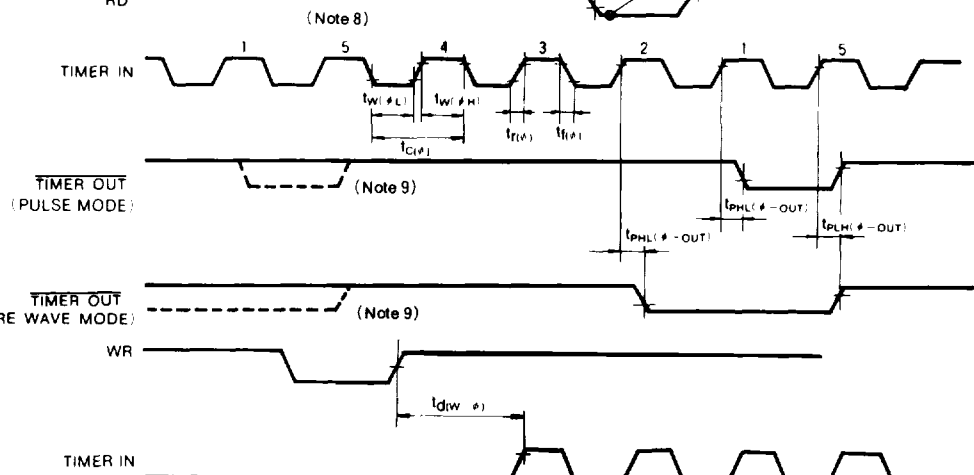 RD
(Note 8)
TIMER IN
1 5 4 3 2 1 5
tW(φL) tW(φH) tr(φ) tf(φ)
tC(φ)
TIMER OUT
(PULSE MODE)
(Note 9)
tPHL(φ-OUT)
tPHL(φ-OUT) tPLH(φ-OUT)
TIMER OUT
RE WAVE MODE)
(Note 9)
WR
td(W φ)
TIMER IN